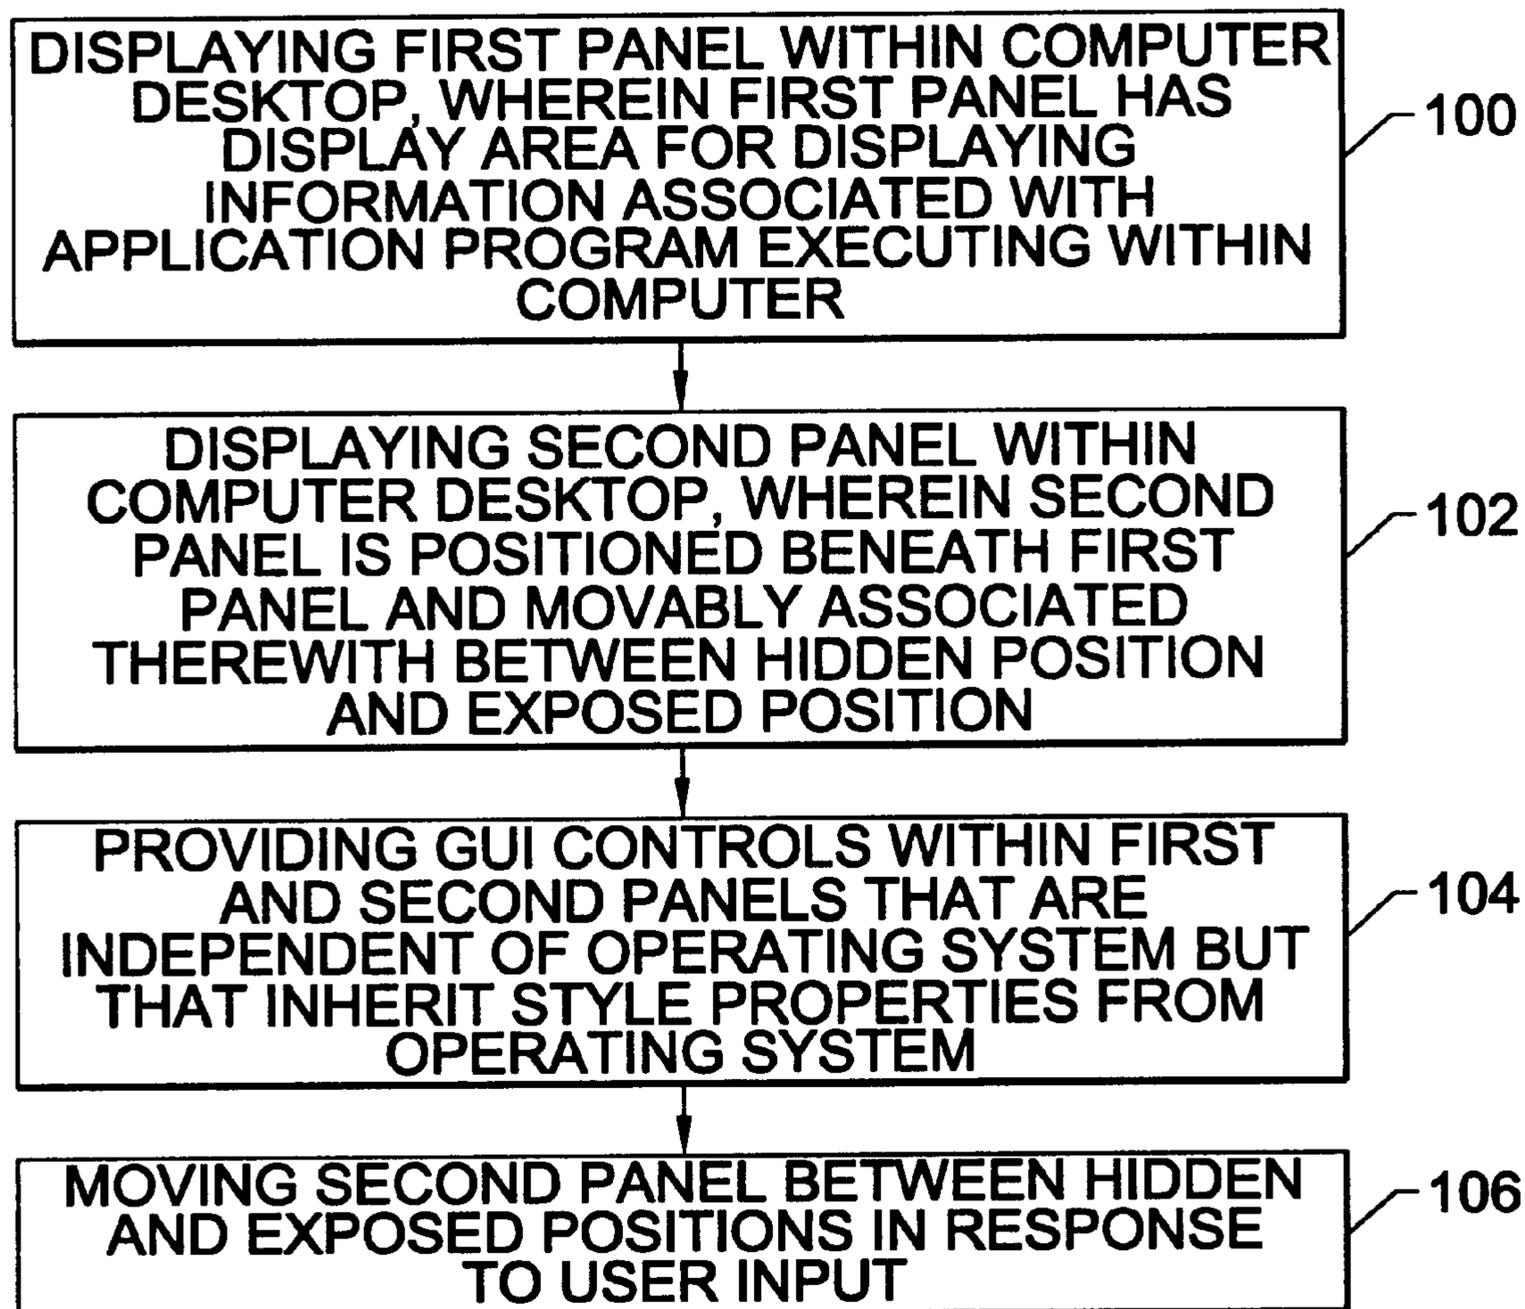 DISPLAYING FIRST PANEL WITHIN COMPUTER
DESKTOP, WHEREIN FIRST PANEL HAS
DISPLAY AREA FOR DISPLAYING
INFORMATION ASSOCIATED WITH
APPLICATION PROGRAM EXECUTING WITHIN
COMPUTER
100
DISPLAYING SECOND PANEL WITHIN
COMPUTER DESKTOP, WHEREIN SECOND
PANEL IS POSITIONED BENEATH FIRST
PANEL AND MOVABLY ASSOCIATED
THEREWITH BETWEEN HIDDEN POSITION
AND EXPOSED POSITION
102
PROVIDING GUI CONTROLS WITHIN FIRST
AND SECOND PANELS THAT ARE
INDEPENDENT OF OPERATING SYSTEM BUT
THAT INHERIT STYLE PROPERTIES FROM
OPERATING SYSTEM
104
MOVING SECOND PANEL BETWEEN HIDDEN
AND EXPOSED POSITIONS IN RESPONSE
TO USER INPUT
106